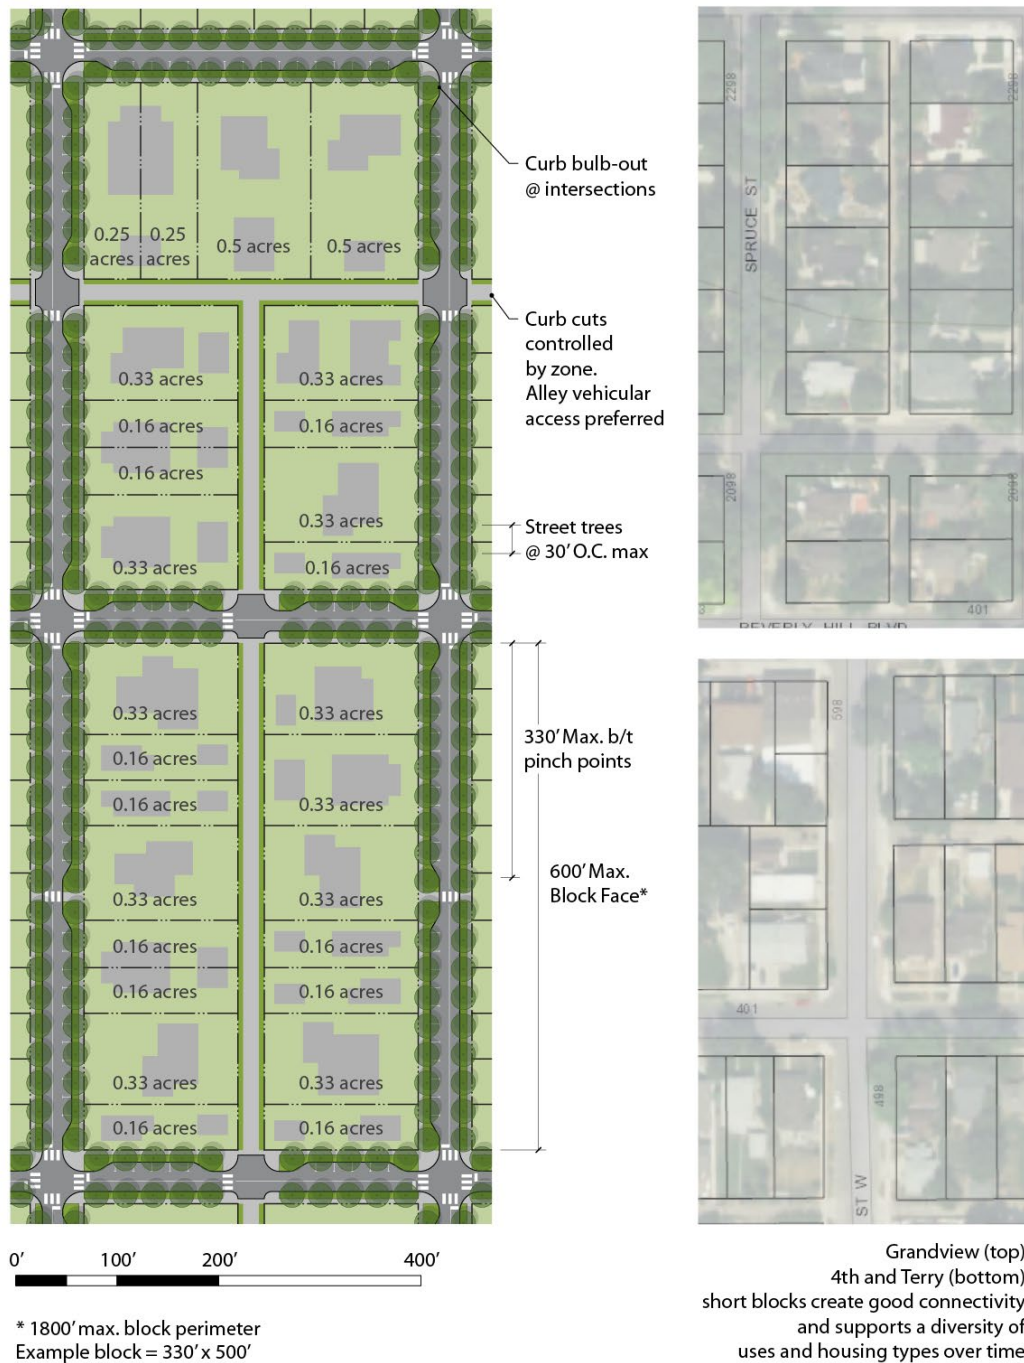 Curb bulb-out
@ intersections
0.25
acres
0.25
acres
0.5 acres
0.5 acres
Curb cuts
controlled
by zone.
Alley vehicular
access preferred
0.33 acres
0.33 acres
0.16 acres
0.16 acres
0.16 acres
0.33 acres
0.33 acres
0.16 acres
Street trees
@ 30' O.C. max
0.33 acres
0.33 acres
0.16 acres
0.16 acres
0.33 acres
330' Max. b/t
pinch points
0.33 acres
0.33 acres
600' Max.
Block Face*
0.16 acres
0.16 acres
0.16 acres
0.16 acres
0.33 acres
0.33 acres
0.16 acres
0.16 acres
0'
100'
200'
400'
* 1800' max. block perimeter
Example block = 330' x 500'
2298
2298
SPRUCE ST
2098
2098
401
BEVERLY HILL BLVD
598
401
498
ST W
Grandview (top)
4th and Terry (bottom)
short blocks create good connectivity
and supports a diversity of
uses and housing types over time